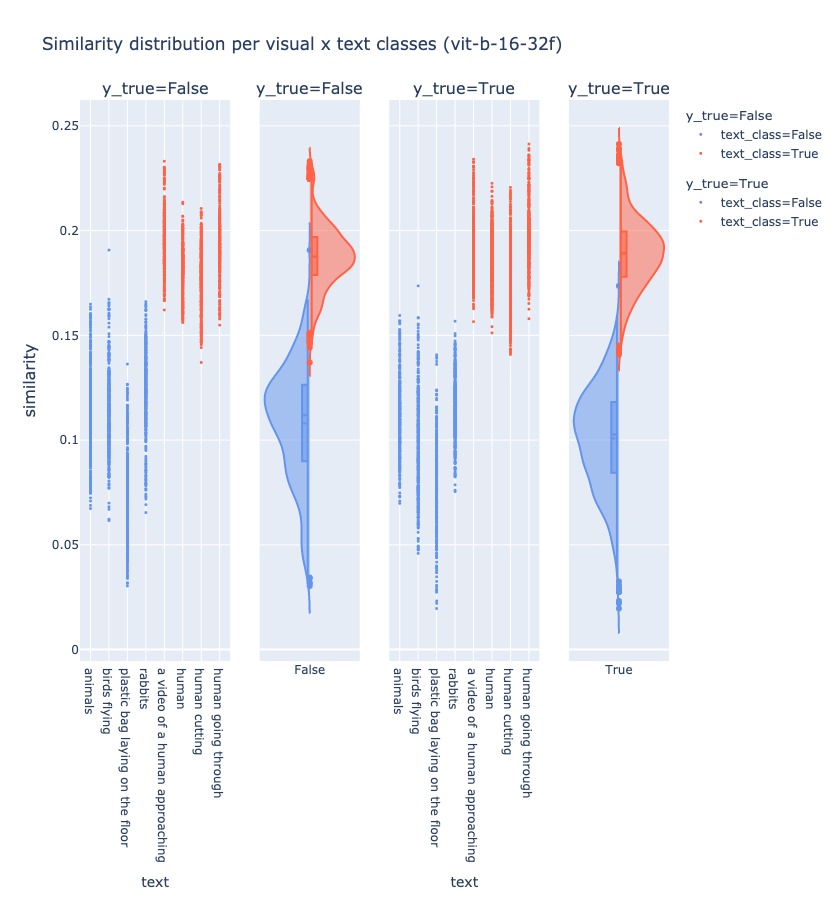 Similarity distribution per visual x text classes (vit-b-16-32f)
y_true=False
y_true=False
y_true=True
y_true=True
y_true=False
text_class=False
text_class=True
y_true=True
text_class=False
text_class=True
similarity
0.25
0.2
0.15
0.1
0.05
0
animals
birds flying
plastic bag laying on the floor
rabbits
a video of a human approaching
human
human cutting
human going through
False
animals
birds flying
plastic bag laying on the floor
rabbits
a video of a human approaching
human
human cutting
human going through
True
text
text